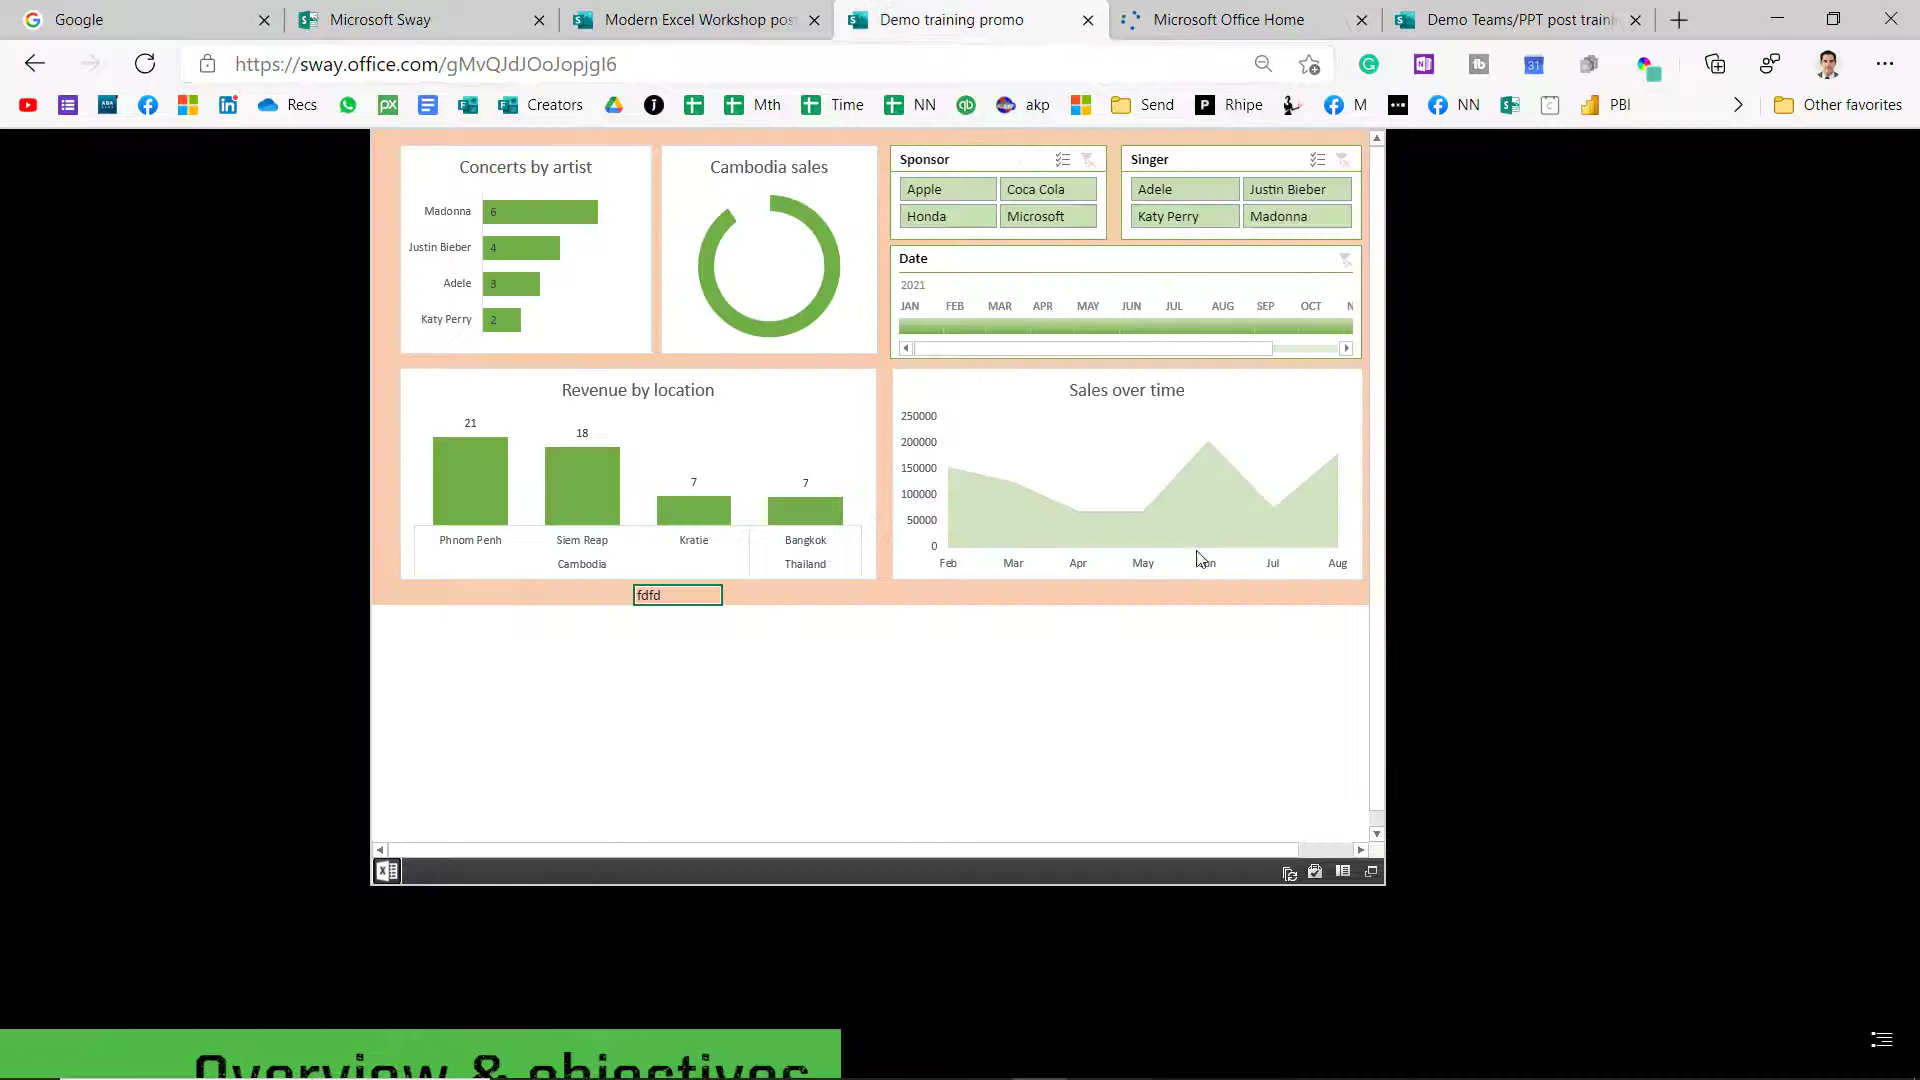 Google
Microsoft Sway
Modern Excel Workshop pos
Demo training promo
Microsoft Office Home
Demo Teams/PPT post traini
https://sway.office.com/gMvQJdJOoJopjgI6
Recs
Creators
Mth
Time
NN
akp
Send
Rhipe
M
NN
PBI
Other favorites
Concerts by artist
Madonna 6
Justin Bieber 4
Adele 3
Katy Perry 2
Cambodia sales
Sponsor
Apple Coca Cola
Honda Microsoft
Singer
Adele Justin Bieber
Katy Perry Madonna
Date
2021
JAN FEB MAR APR MAY JUN JUL AUG SEP OCT N
Revenue by location
21 18 7 7
Phnom Penh Siem Reap Kratie Bangkok
Cambodia Thailand
Sales over time
250000
200000
150000
100000
50000
0
Feb Mar Apr May Jun Jul Aug
fdfd
Overview & objectives